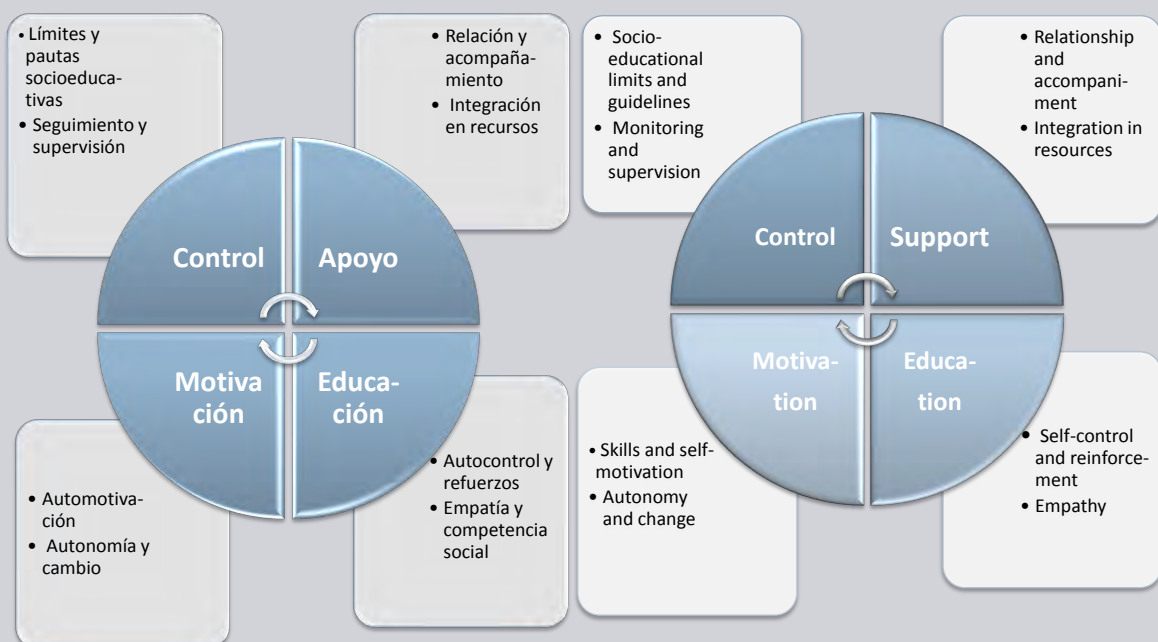 • Límites y
pautas
socioeduca-
tivas
• Seguimiento y
supervisión
• Relación y
acompaña-
miento
• Integración
en recursos
Control
Apoyo
Motiva
ción
Educa-
ción
• Automotiva-
ción
• Autonomía y
cambio
• Autocontrol y
refuerzos
• Empatía y
competencia
social
• Socio-
educational
limits and
guidelines
• Monitoring
and
supervision
• Relationship
and
accompani-
ment
• Integration in
resources
Control
Support
Motiva-
tion
Educa-
tion
• Skills and self-
motivation
• Autonomy
and change
• Self-control
and reinforce-
ment
• Empathy